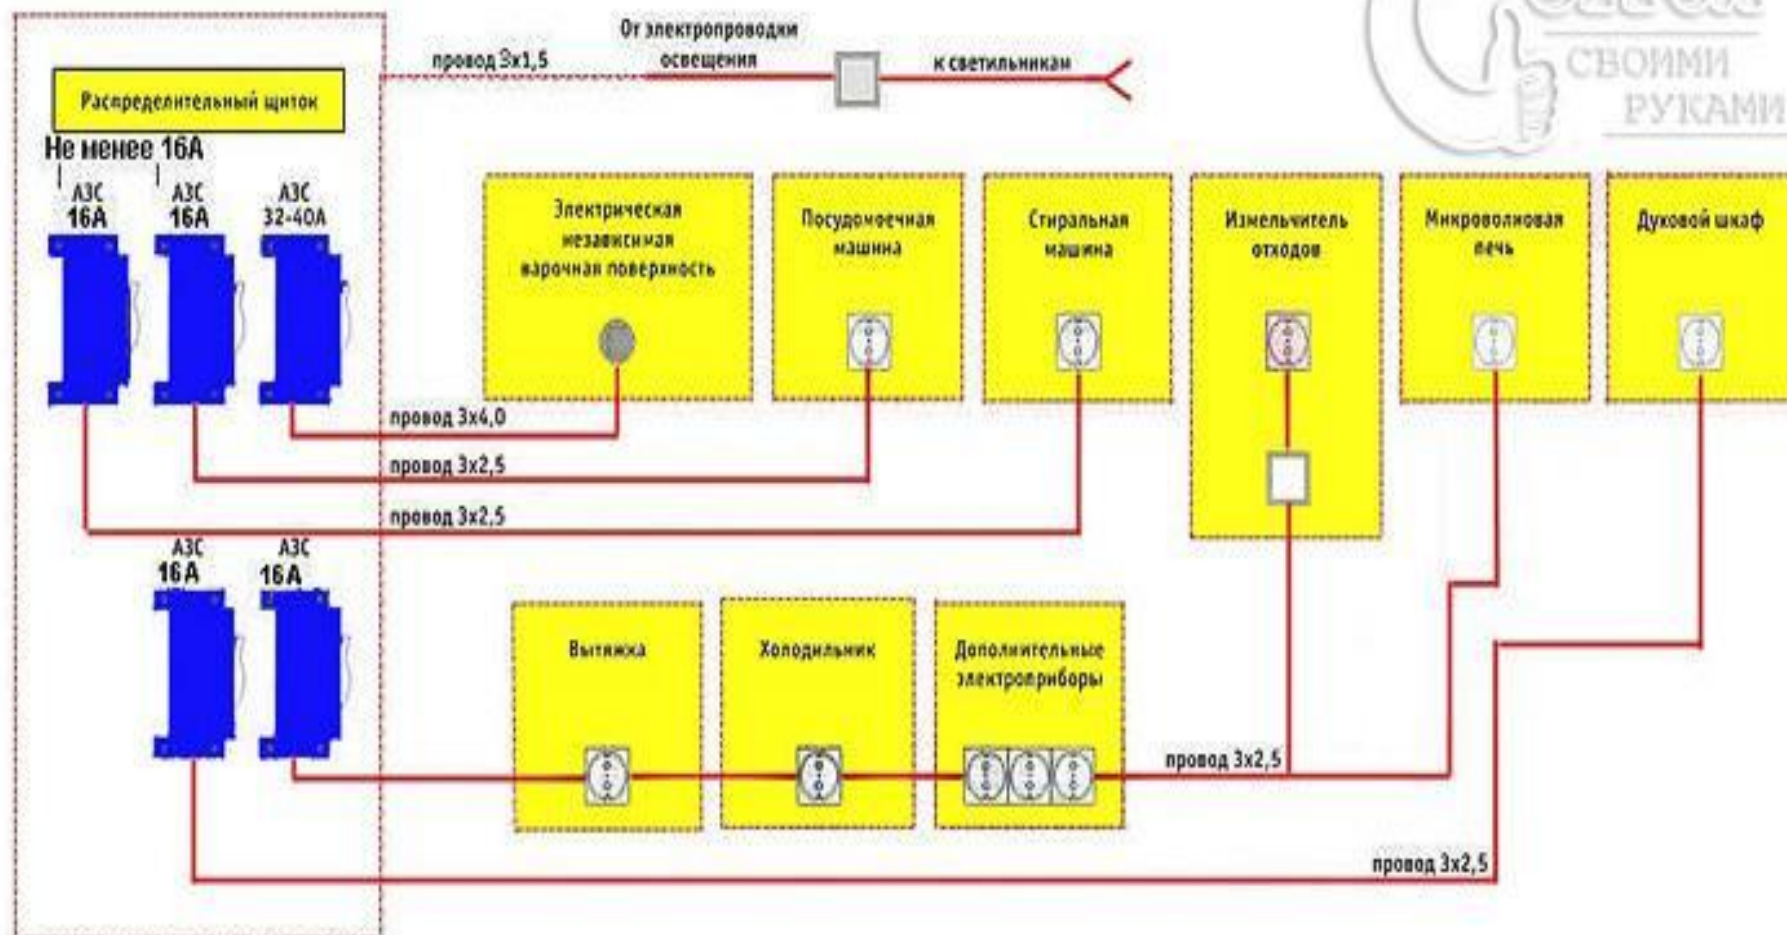 СВОИМИ
РУКАМИ
От электропроводки
освещения
провод 3х1,5
к светильникам
Распределительный щиток
Не менее 16А
АЗС
16А
АЗС
16А
АЗС
32-40А
Электрическая
независимая
варочная поверхность
Посудомоечная
машина
Стиральная
машина
Измельчитель
отходов
Микроволновая
печь
Духовой шкаф
провод 3х4,0
провод 3х2,5
провод 3х2,5
АЗС
16А
АЗС
16А
Вытяжка
Холодильник
Дополнительные
электроприборы
провод 3х2,5
провод 3х2,5